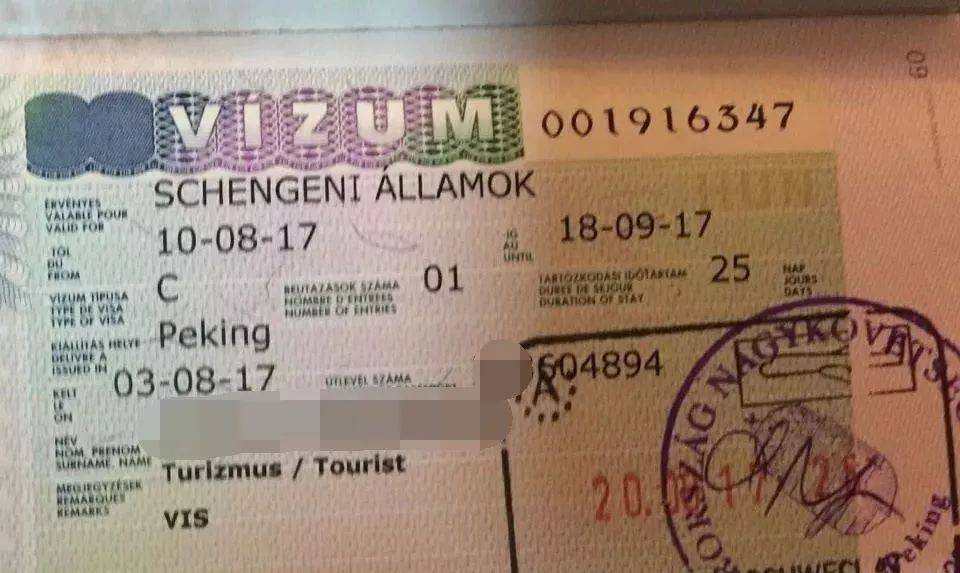 VÍZUM
001916347
SCHENGENI ÁLLAMOK
ÉRVÉNYES
VALABLE POUR
VALID FOR
10-08-17
18-09-17
TÓL
DU
FROM
IG
AU
UNTIL
C
01
25
VÍZUM TÍPUSA
TYPE DE VISA
TYPE OF VISA
BEUTAZÁSOK SZÁMA
NOMBRE D'ENTRÉES
NUMBER OF ENTRIES
TARTÓZKODÁSI IDŐTARTAM
DURÉE DE SÉJOUR
DURATION OF STAY
NAP
JOURS
DAYS
Peking
KIÁLLÍTÁS HELYE
DÉLIVRÉ À
ISSUED IN
03-08-17
ÚTLEVÉL SZÁMA
604894
KELT
LE
ON
NÉV
NOM, PRÉNOM
SURNAME, NAME
Turizmus / Tourist
MEGJEGYZÉSEK
REMARQUES
REMARKS
VIS
A
Peking
60